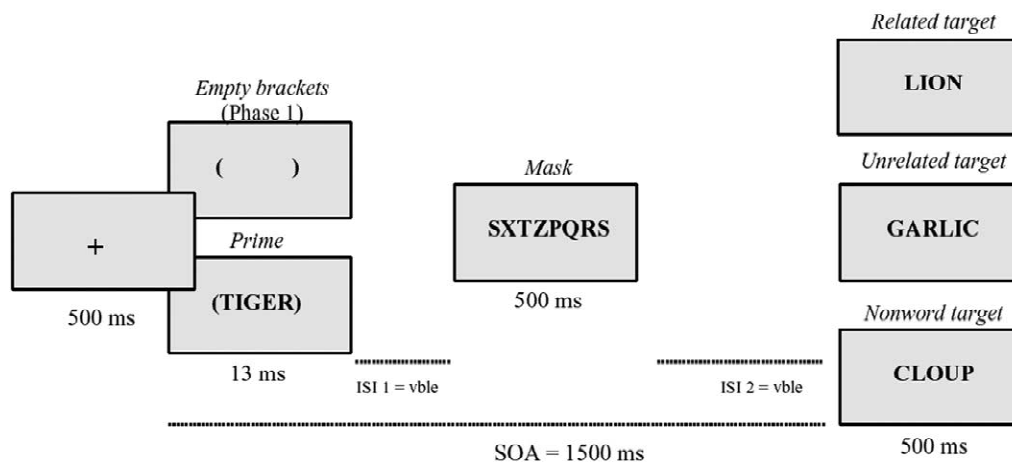 Empty brackets
(Phase 1)
( )
+
500 ms
Prime
(TIGER)
13 ms
ISI 1 = vble
Mask
SXTZPQRS
500 ms
ISI 2 = vble
SOA = 1500 ms
Related target
LION
Unrelated target
GARLIC
Nonword target
CLOUP
500 ms